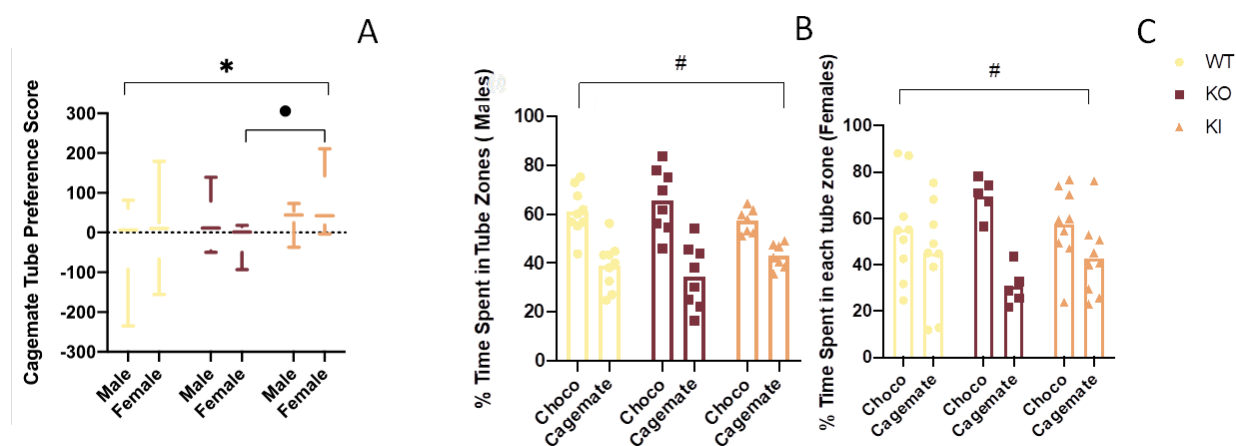 A
*
●
Cagemate Tube Preference Score
300
200
100
0
-100
-200
-300
Male
Female
Male
Female
Male
Female
B
#
% Time Spent in Tube Zones ( Males)
100
80
60
40
20
0
Choco
Cagemate
Choco
Cagemate
Choco
Cagemate
C
#
% Time Spent in each tube zone (Females)
100
80
60
40
20
0
Choco
Cagemate
Choco
Cagemate
Choco
Cagemate
WT
KO
KI